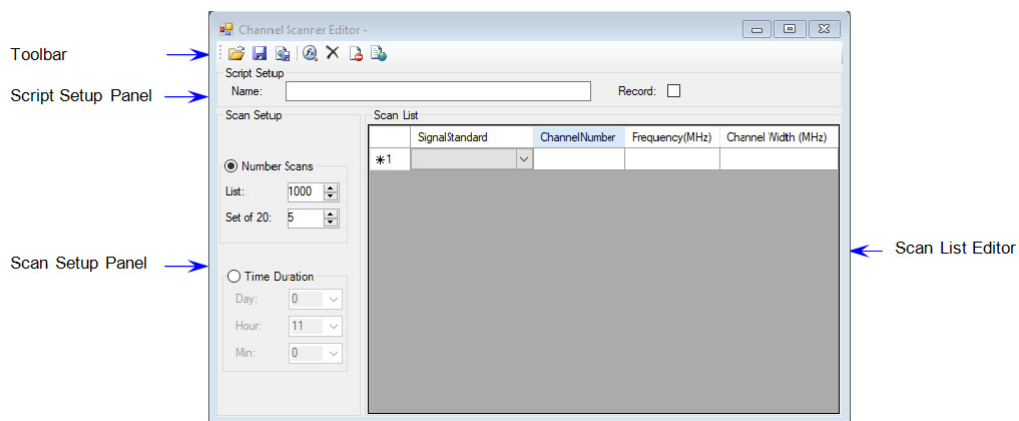 Channel Scanner Editor -
Toolbar
Script Setup
Script Setup Panel
Name:
Record:
Scan Setup
Scan List
SignalStandard ChannelNumber Frequency(MHz) Channel Width (MHz)
*1
Number Scans
List: 1000
Set of 20: 5
Scan Setup Panel
Scan List Editor
Time Duration
Day: 0
Hour: 11
Min: 0